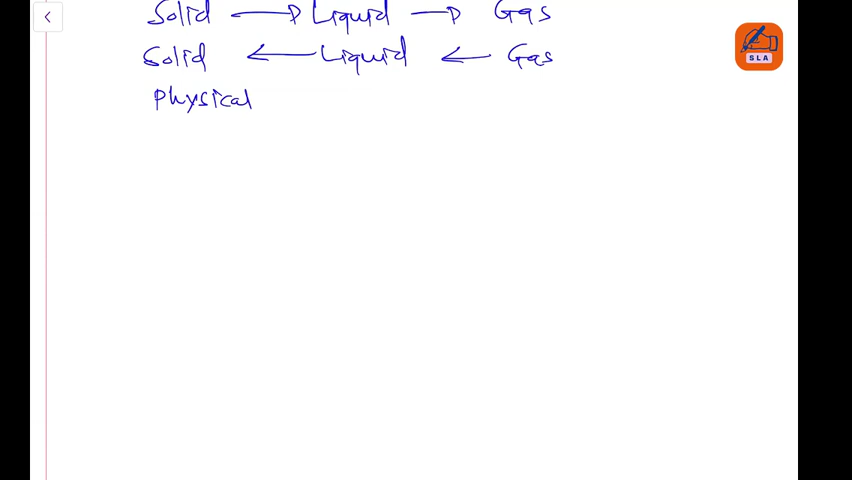 Solid → Liquid → Gas
Solid ← Liquid ← Gas
Physical
SLA